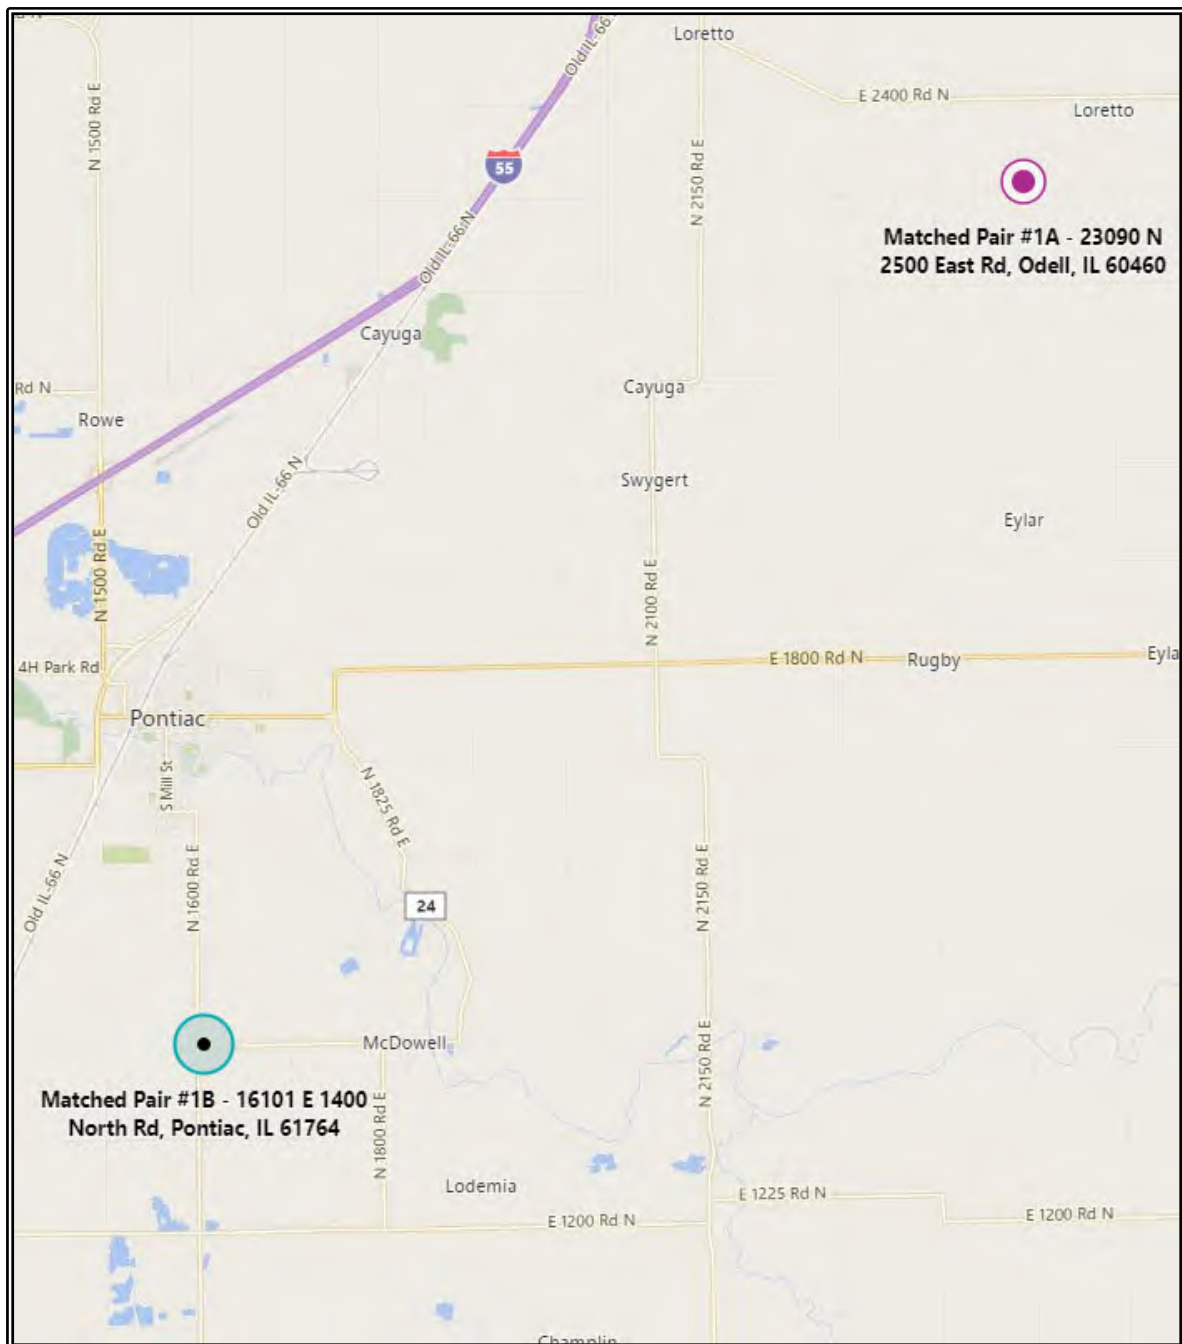 Loretto
Old IL-66 N
E 2400 Rd N
Loretto
N 1500 Rd E
N 2150 Rd E
55
Matched Pair #1A - 23090 N
2500 East Rd, Odell, IL 60460
Old IL-66 N
Cayuga
Rd N
Cayuga
Rowe
Swygert
Old IL-66 N
Eylar
N 1500 Rd E
N 2100 Rd E
4H Park Rd
E 1800 Rd N
Rugby
Eyla
Pontiac
S Mill St
N 1825 Rd E
N 1600 Rd E
N 2150 Rd E
Old IL-66 N
24
McDowell
N 2150 Rd E
Matched Pair #1B - 16101 E 1400
North Rd, Pontiac, IL 61764
N 1800 Rd E
Lodemia
E 1225 Rd N
E 1200 Rd N
E 1200 Rd N
Champlin